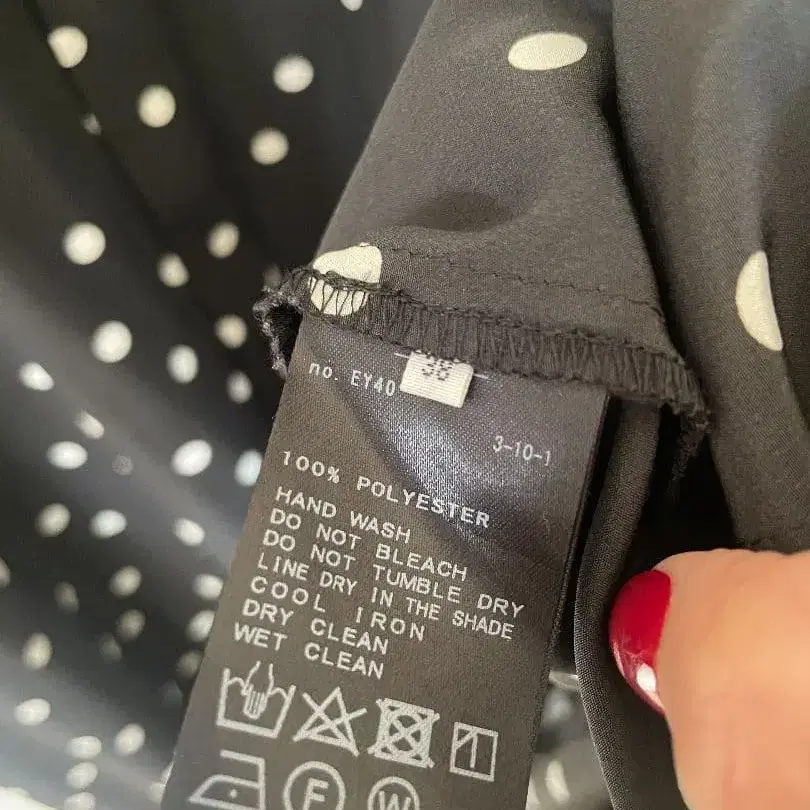 38
no. EY40
3-10-1
100% POLYESTER
HAND WASH
DO NOT BLEACH
DO NOT TUMBLE DRY
LINE DRY IN THE SHADE
COOL IRON
DRY CLEAN
WET CLEAN
F
W